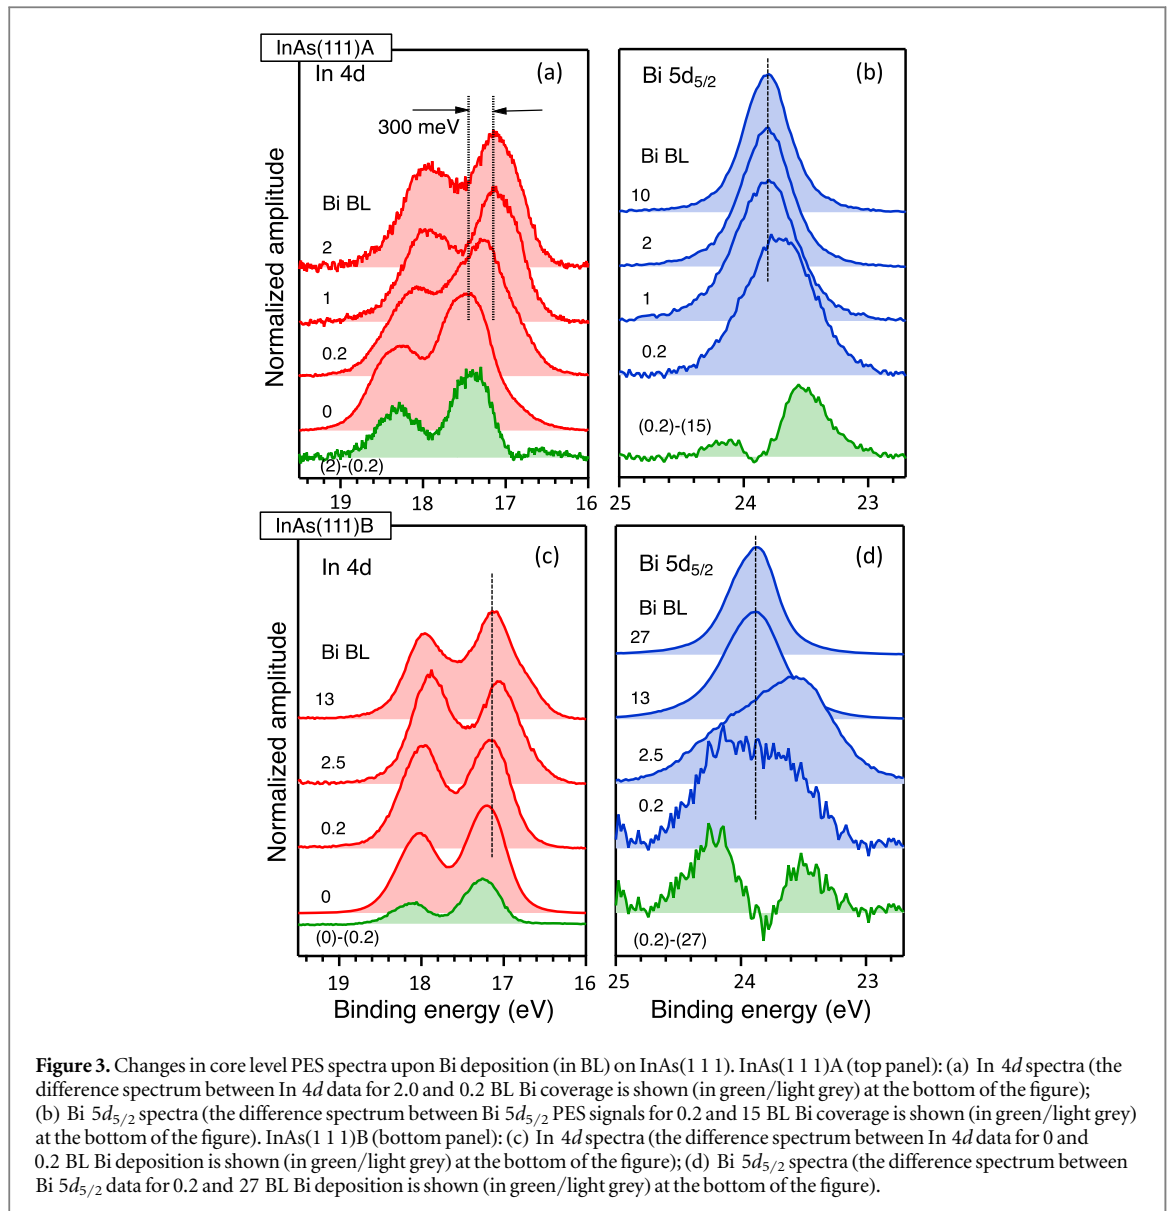 InAs(111)A
In 4d
(a)
300 meV
Normalized amplitude
Bi BL
2
1
0.2
0
(2)-(0.2)
19 18 17 16
Bi 5d5/2
(b)
Bi BL
10
2
1
0.2
(0.2)-(15)
25 24 23
InAs(111)B
In 4d
(c)
Normalized amplitude
Bi BL
13
2.5
0.2
0
(0)-(0.2)
19 18 17 16
Binding energy (eV)
Bi 5d5/2
(d)
Bi BL
27
13
2.5
0.2
(0.2)-(27)
25 24 23
Binding energy (eV)
Figure 3. Changes in core level PES spectra upon Bi deposition (in BL) on InAs(1 1 1). InAs(1 1 1)A (top panel): (a) In 4d spectra (the
difference spectrum between In 4d data for 2.0 and 0.2 BL Bi coverage is shown (in green/light grey) at the bottom of the figure);
(b) Bi 5d5/2 spectra (the difference spectrum between Bi 5d5/2 PES signals for 0.2 and 15 BL Bi coverage is shown (in green/light grey)
at the bottom of the figure). InAs(1 1 1)B (bottom panel): (c) In 4d spectra (the difference spectrum between In 4d data for 0 and
0.2 BL Bi deposition is shown (in green/light grey) at the bottom of the figure); (d) Bi 5d5/2 spectra (the difference spectrum between
Bi 5d5/2 data for 0.2 and 27 BL Bi deposition is shown (in green/light grey) at the bottom of the figure).